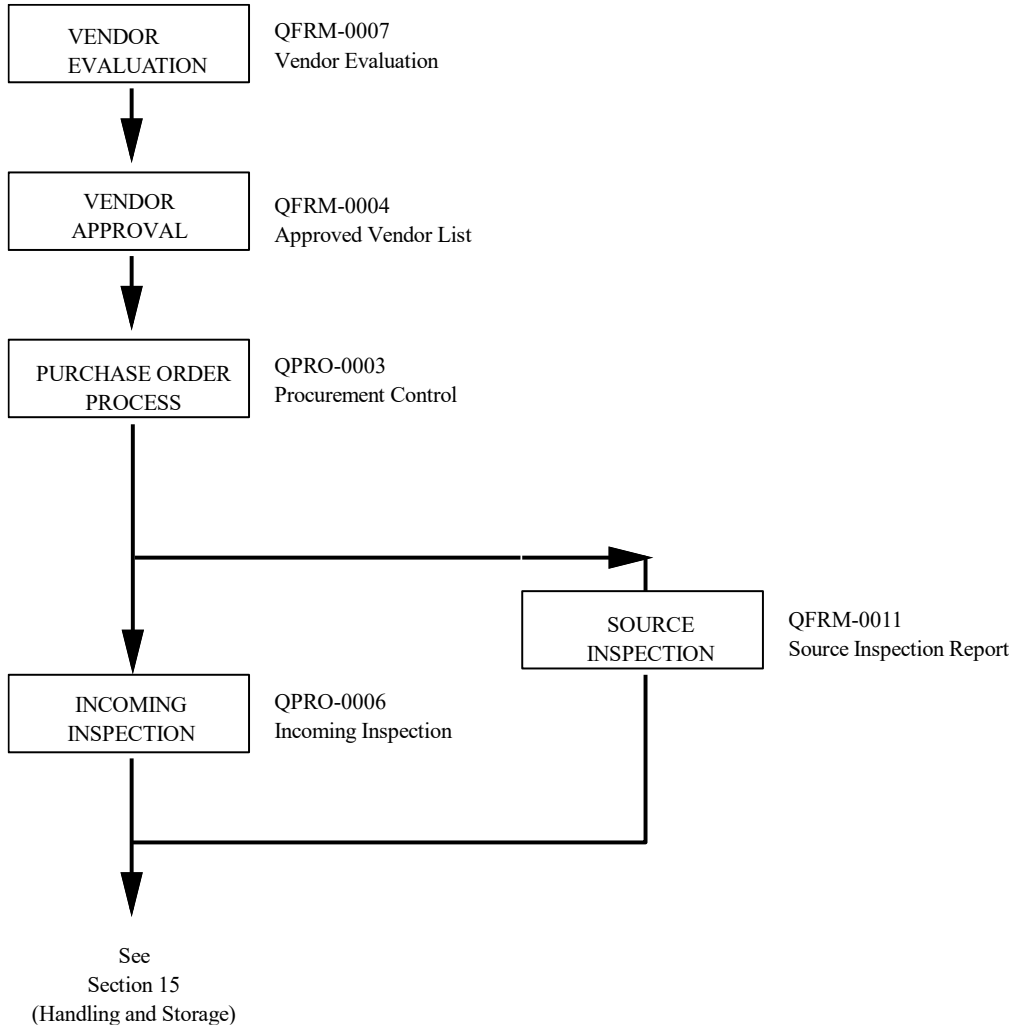 VENDOR
EVALUATION
QFRM-0007
Vendor Evaluation
VENDOR
APPROVAL
QFRM-0004
Approved Vendor List
PURCHASE ORDER
PROCESS
QPRO-0003
Procurement Control
SOURCE
INSPECTION
QFRM-0011
Source Inspection Report
INCOMING
INSPECTION
QPRO-0006
Incoming Inspection
See
Section 15
(Handling and Storage)